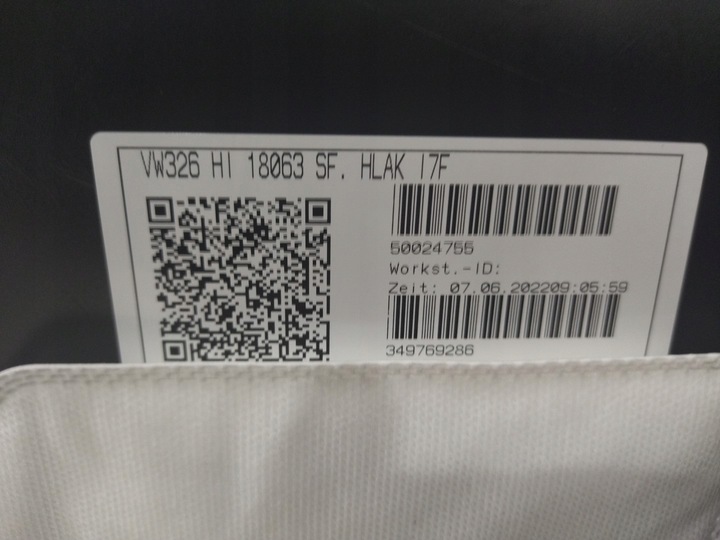 VW326 HI 18063 SF. HLAK I7F
50024755
Workst.-ID:
Zeit: 07.06.202209:05:59
349769286